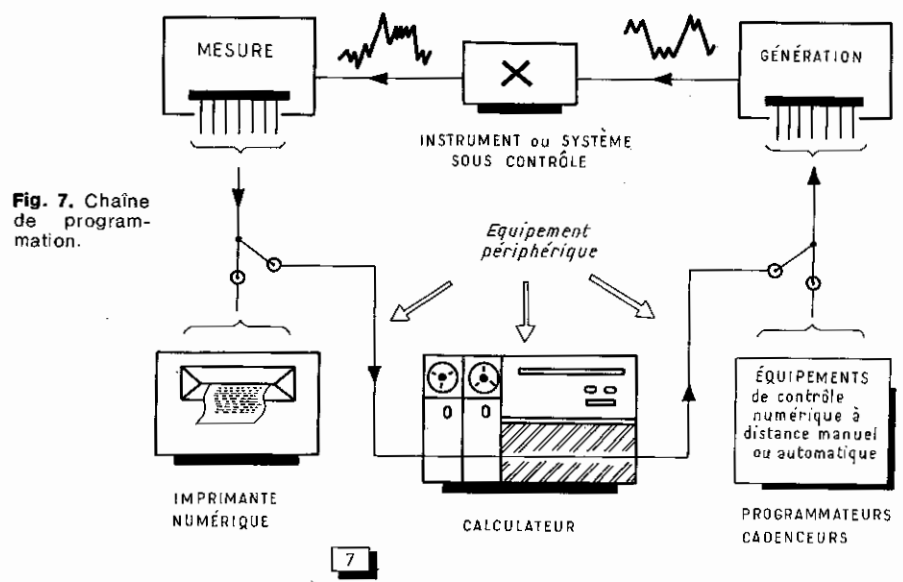 MESURE
GÉNÉRATION
INSTRUMENT ou SYSTÈME
SOUS CONTRÔLE
Fig. 7. Chaîne
de program-
mation.
Equipement
périphérique
ÉQUIPEMENTS
de contrôle
numérique à
distance manuel
ou automatique
IMPRIMANTE
NUMÉRIQUE
CALCULATEUR
PROGRAMMATEURS
CADENCEURS
7